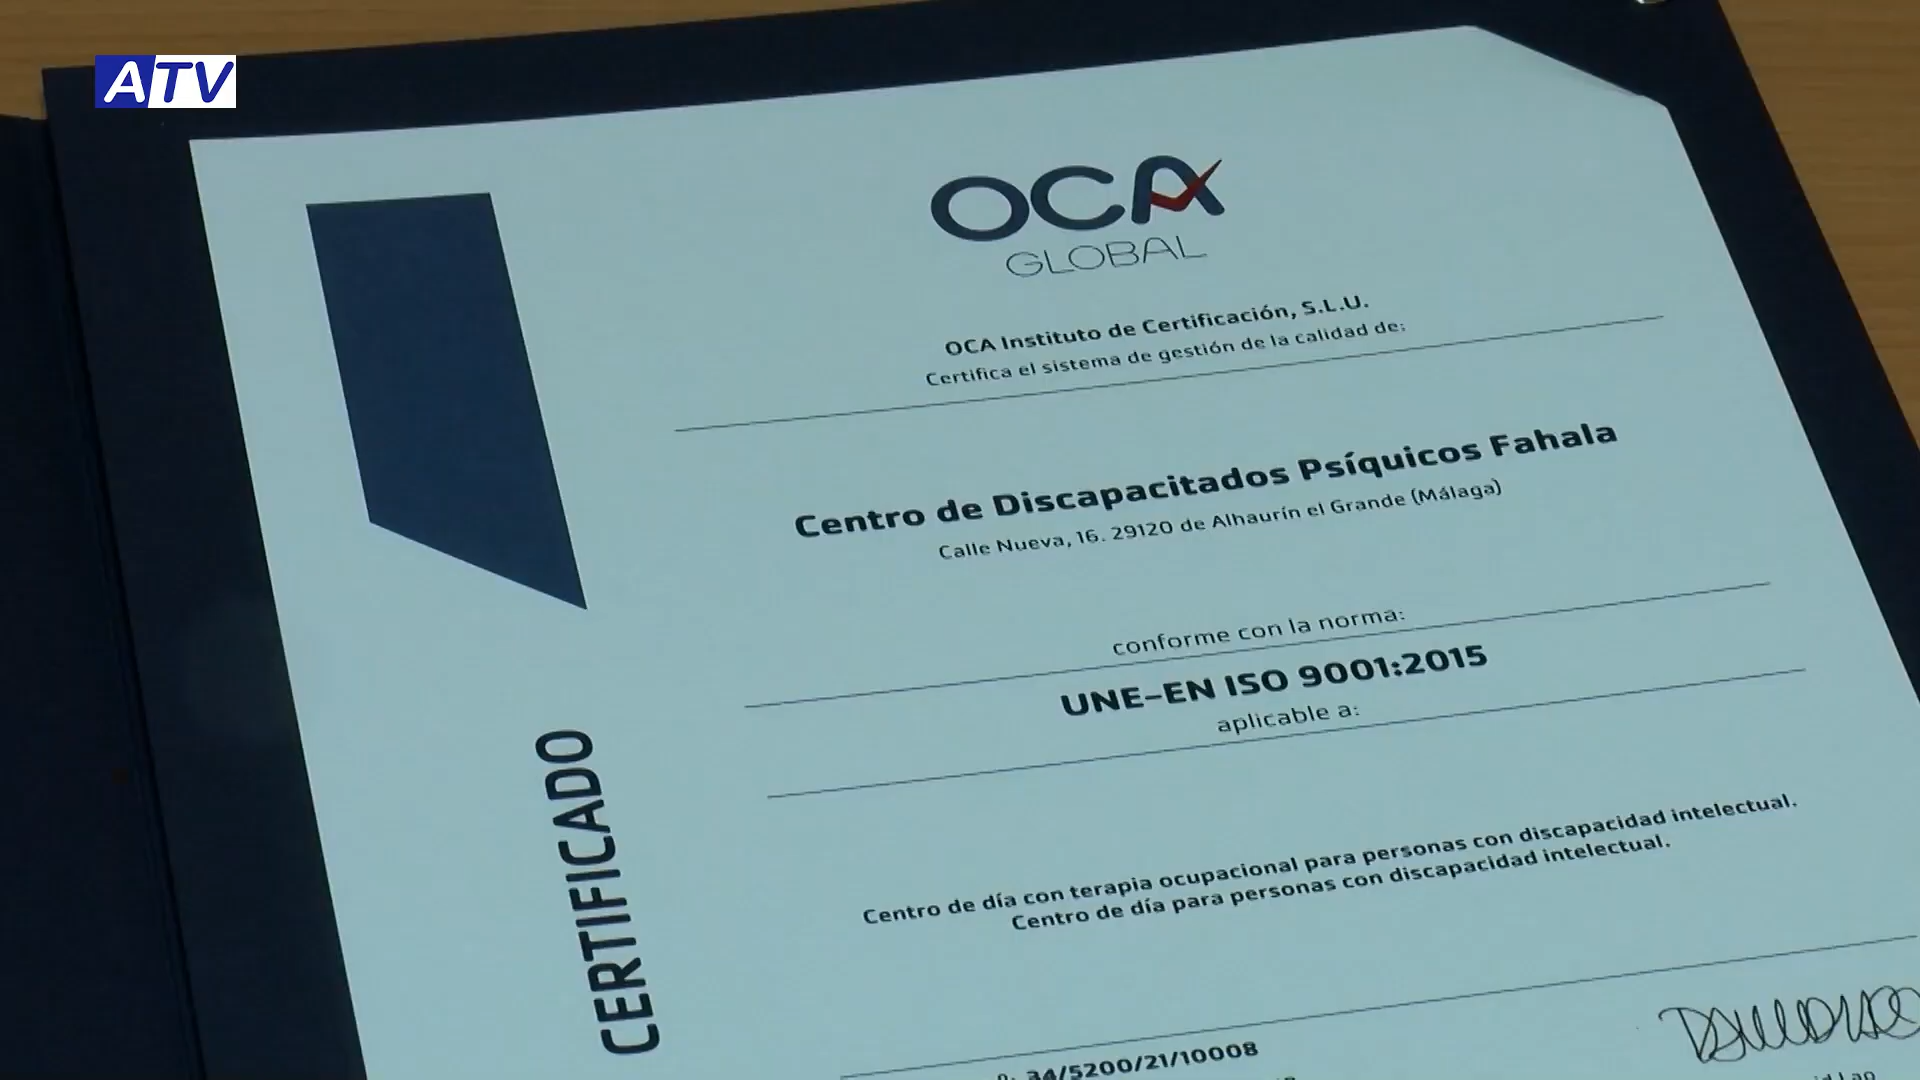 ATV
OCA
GLOBAL
OCA Instituto de Certificación, S.L.U.
Certifica el sistema de gestión de la calidad de:
Centro de Discapacitados Psíquicos Fahala
Calle Nueva, 16. 29120 de Alhaurín el Grande (Málaga)
conforme con la norma:
UNE-EN ISO 9001:2015
aplicable a:
Centro de día con terapia ocupacional para personas con discapacidad intelectual.
Centro de día para personas con discapacidad intelectual.
CERTIFICADO
34/5200/21/10008